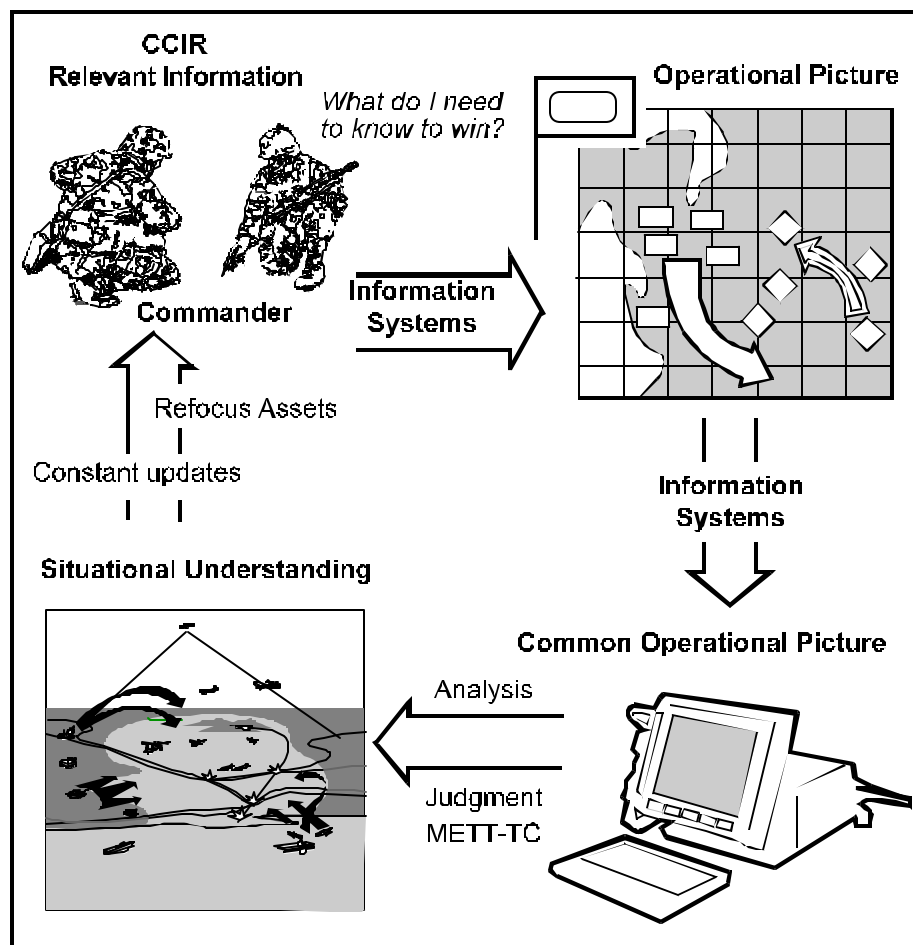 CCIR
Relevant Information
What do I need
to know to win?
Operational Picture
Commander
Information
Systems
Refocus Assets
Constant updates
Information
Systems
Situational Understanding
Common Operational Picture
Analysis
Judgment
METT-TC